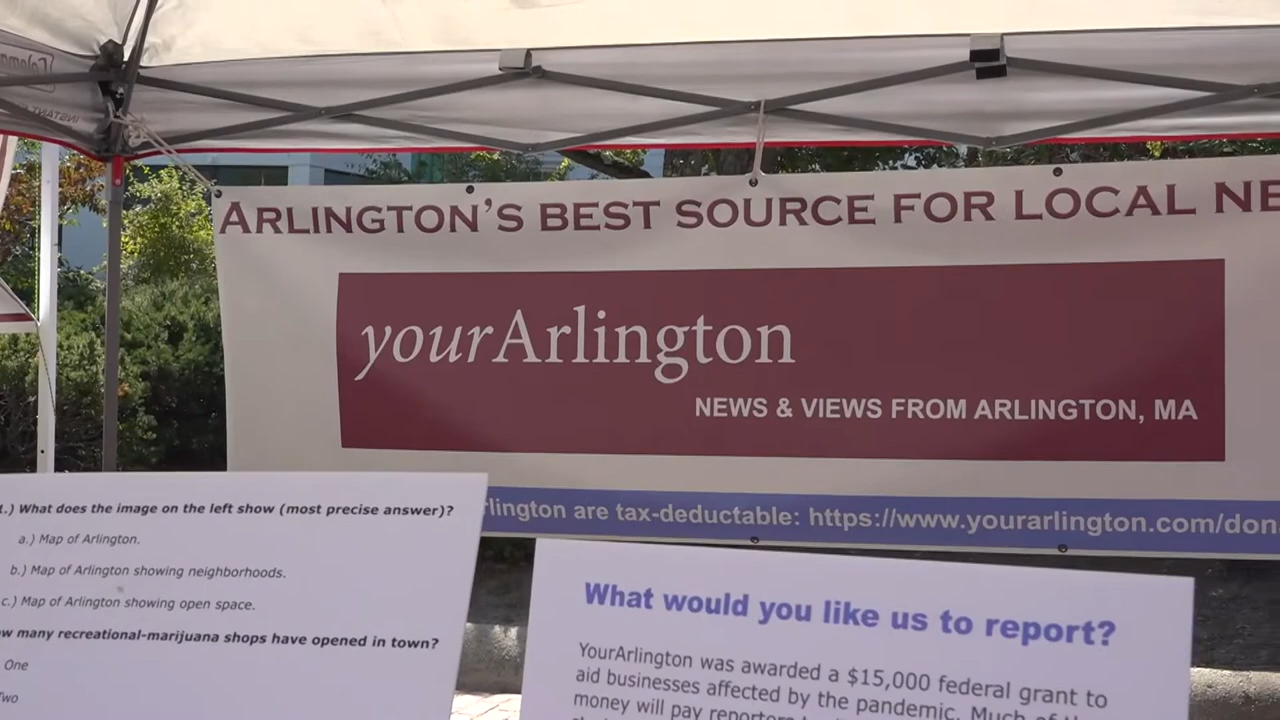 ARLINGTON'S BEST SOURCE FOR LOCAL NE
yourArlington
NEWS & VIEWS FROM ARLINGTON, MA
rlington are tax-deductable: https://www.yourarlington.com/don
1.) What does the image on the left show (most precise answer)?
a.) Map of Arlington.
b.) Map of Arlington showing neighborhoods.
c.) Map of Arlington showing open space.
ow many recreational-marijuana shops have opened in town?
One
Two
What would you like us to report?
YourArlington was awarded a $15,000 federal grant to
aid businesses affected by the pandemic. Much of
money will pay reporters